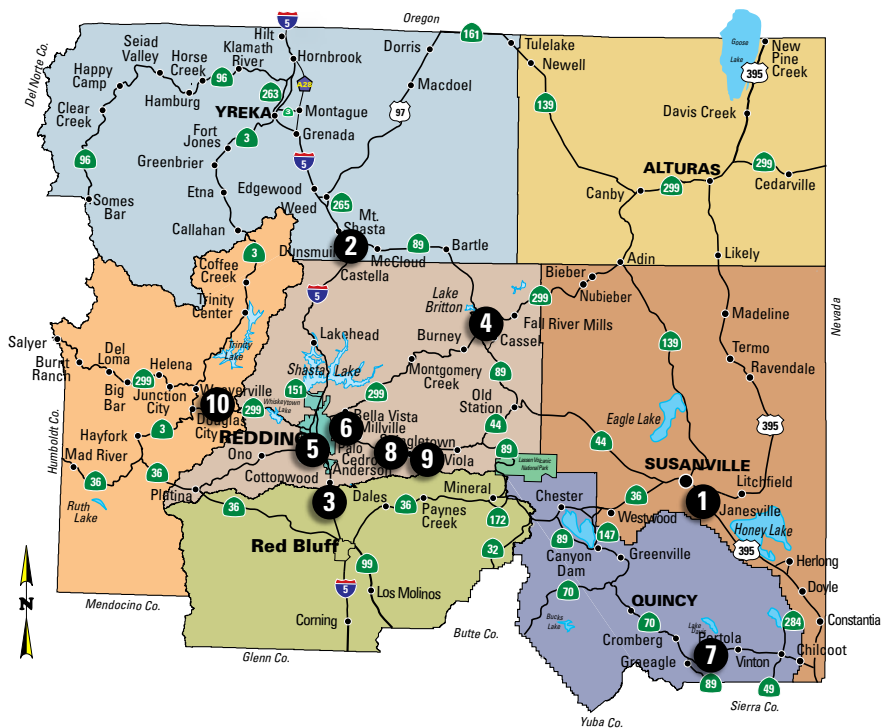 Oregon
Del Norte Co.
5
Hilt
Hornbrook
Seiad
Valley
Horse
Creek
Klamath
River
Happy
Camp
96
Hamburg
Clear
Creek
263
A28
3
YREKA
Montague
Grenada
Fort
Jones
3
Greenbrier
5
Etna
Edgewood
Weed
265
96
Somes
Bar
Callahan
Mt.
Shasta
Dorris
161
Macdoel
97
Tulelake
Newell
139
Goose
Lake
New
Pine
Creek
395
Davis Creek
ALTURAS
299
299
Cedarville
Canby
Likely
Adin
2
89
Bartle
McCloud
Castella
3
Coffee
Creek
Trinity
Center
Trinity
Lake
5
Lakehead
Shasta Lake
Lake
Britton
4
Burney
Cassel
299
Fall River Mills
Bieber
Nubieber
Madeline
139
Termo
Ravendale
Nevada
Salyer
Burnt
Ranch
Del
Loma
Helena
299
Big
Bar
Junction
City
10
Douglas
City
299
Whiskeytown
Lake
151
299
Montgomery
Creek
89
Old
Station
44
89
Lassen Volcanic
National Park
Eagle Lake
44
395
Humboldt Co.
Hayfork
3
Mad River
36
36
Ruth
Lake
Platina
Ono
REDDING
5
6
Bella Vista
Millville
Palo
Cedro
8
9
Viola
Anderson
Cottonwood
3
Dales
36
Paynes
Creek
Mineral
172
36
Red Bluff
32
99
Los Molinos
5
Corning
Chester
Westwood
36
SUSANVILLE
1
Litchfield
Janesville
Honey Lake
395
Herlong
Doyle
Constantia
147
89
Canyon
Dam
Greenville
70
QUINCY
Bucks
Lake
70
Cromberg
Portola
7
Graeagle
89
Vinton
284
Chilcoot
49
N
Mendocino Co.
Glenn Co.
Butte Co.
Yuba Co.
Sierra Co.